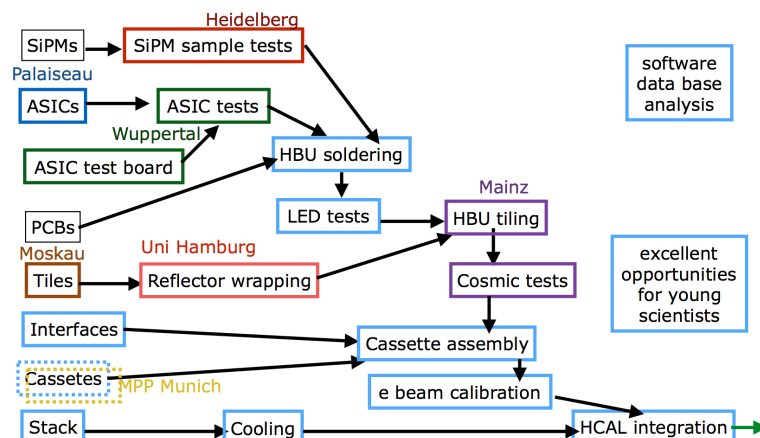 Heidelberg
SiPMs
SiPM sample tests
software
data base
analysis
Palaiseau
ASICs
ASIC tests
Wuppertal
ASIC test board
HBU soldering
Mainz
PCBs
LED tests
HBU tiling
Moskau
Uni Hamburg
Tiles
Reflector wrapping
Cosmic tests
excellent
opportunities
for young
scientists
Interfaces
Cassette assembly
Cassetes
MPP Munich
e beam calibration
Stack
Cooling
HCAL integration